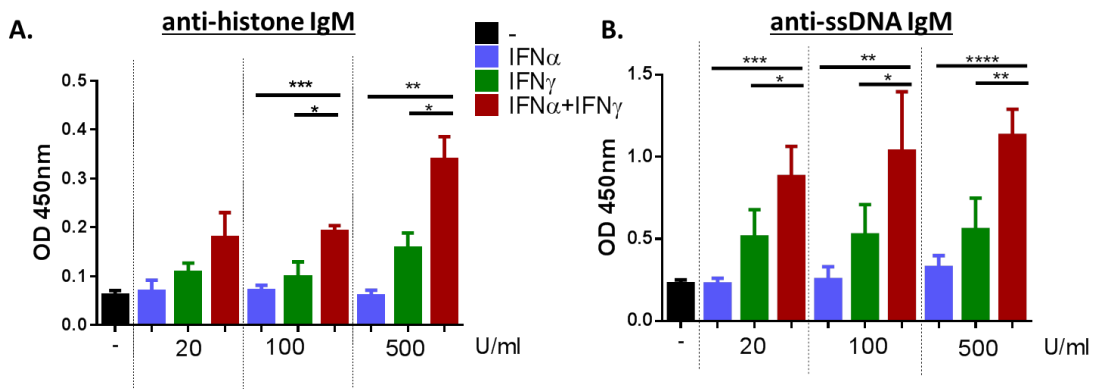 A.
anti-histone IgM
-
IFNα
IFNγ
IFNα+IFNγ
OD 450nm
0.5
0.4
0.3
0.2
0.1
0.0
***
*
**
*
-
20
100
500
U/ml
B.
anti-ssDNA IgM
OD 450nm
1.5
1.0
0.5
0.0
***
*
**
*
****
**
-
20
100
500
U/ml